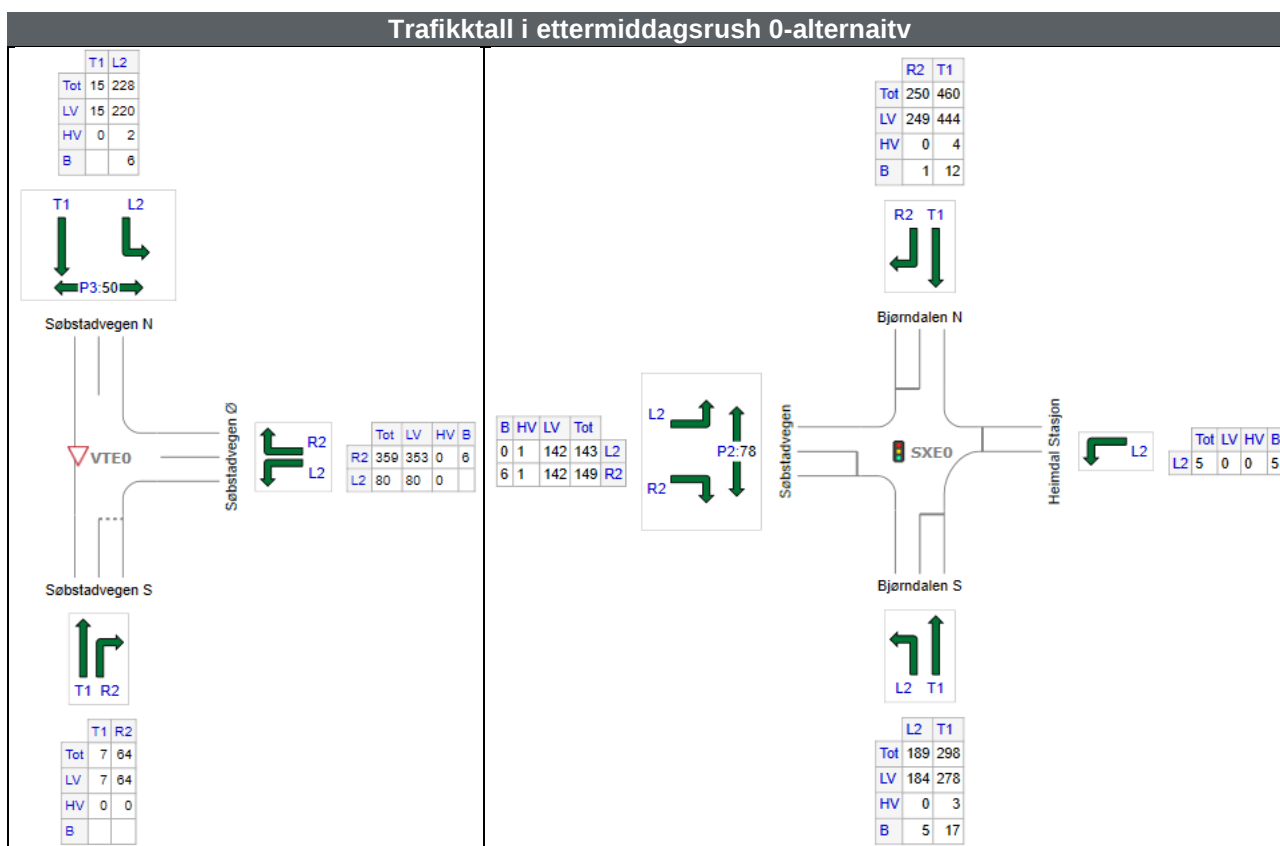 Trafikktall i ettermiddagsrush 0-alternaitv
T1 L2
Tot 15 228
LV 15 220
HV 0 2
B 6
T1 L2
P3:50
Søbstadvegen N
VTE0
Søbstadvegen Ø
R2
L2
Tot LV HV B
R2 359 353 0 6
L2 80 80 0
Søbstadvegen S
T1 R2
T1 R2
Tot 7 64
LV 7 64
HV 0 0
B
R2 T1
Tot 250 460
LV 249 444
HV 0 4
B 1 12
R2 T1
Bjørndalen N
B HV LV Tot
0 1 142 143 L2
6 1 142 149 R2
L2
P2:78
R2
Søbstadvegen
SXE0
Heimdal Stasjon
L2
Tot LV HV B
L2 5 0 0 5
Bjørndalen S
L2 T1
L2 T1
Tot 189 298
LV 184 278
HV 0 3
B 5 17